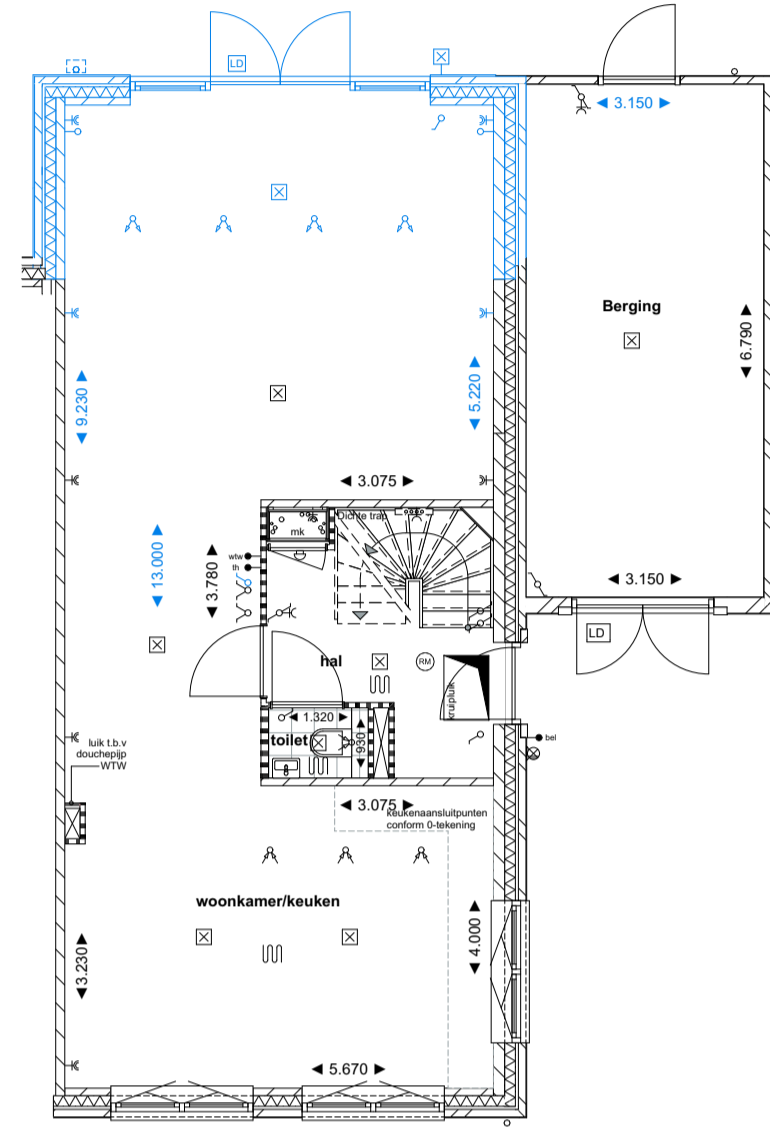 LD
3.150
Berging
6.790
9.230
5.220
3.075
Dichte trap
mk
wtw
th
13.000
3.780
3.150
LD
hal
RM
kruipluik
1.320
toilet
930
bel
luik t.b.v
douchepijp
WTW
3.075
keukenaansluitpunten
conform 0-tekening
woonkamer/keuken
4.000
3.230
5.670